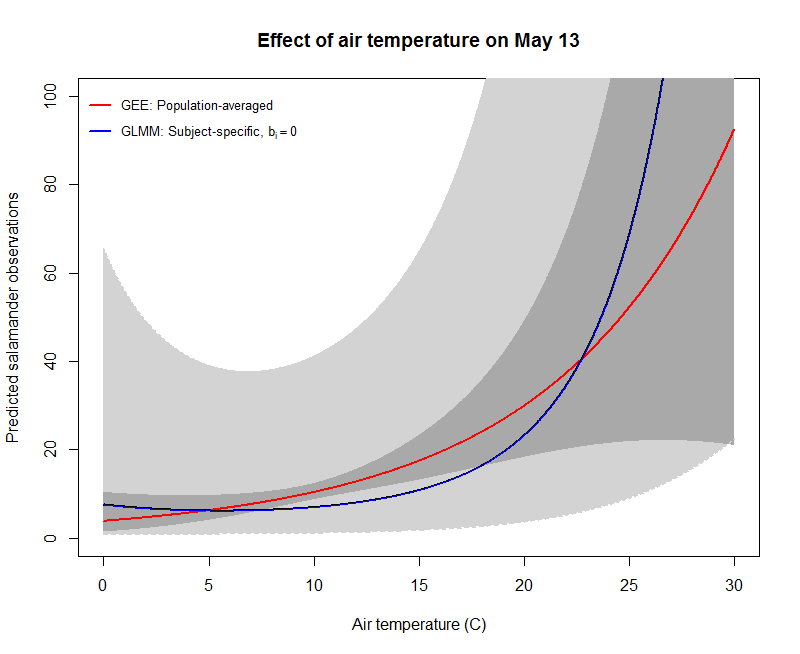 Effect of air temperature on May 13
GEE: Population-averaged
GLMM: Subject-specific, bᵢ = 0
Predicted salamander observations
100
80
60
40
20
0
0 5 10 15 20 25 30
Air temperature (C)